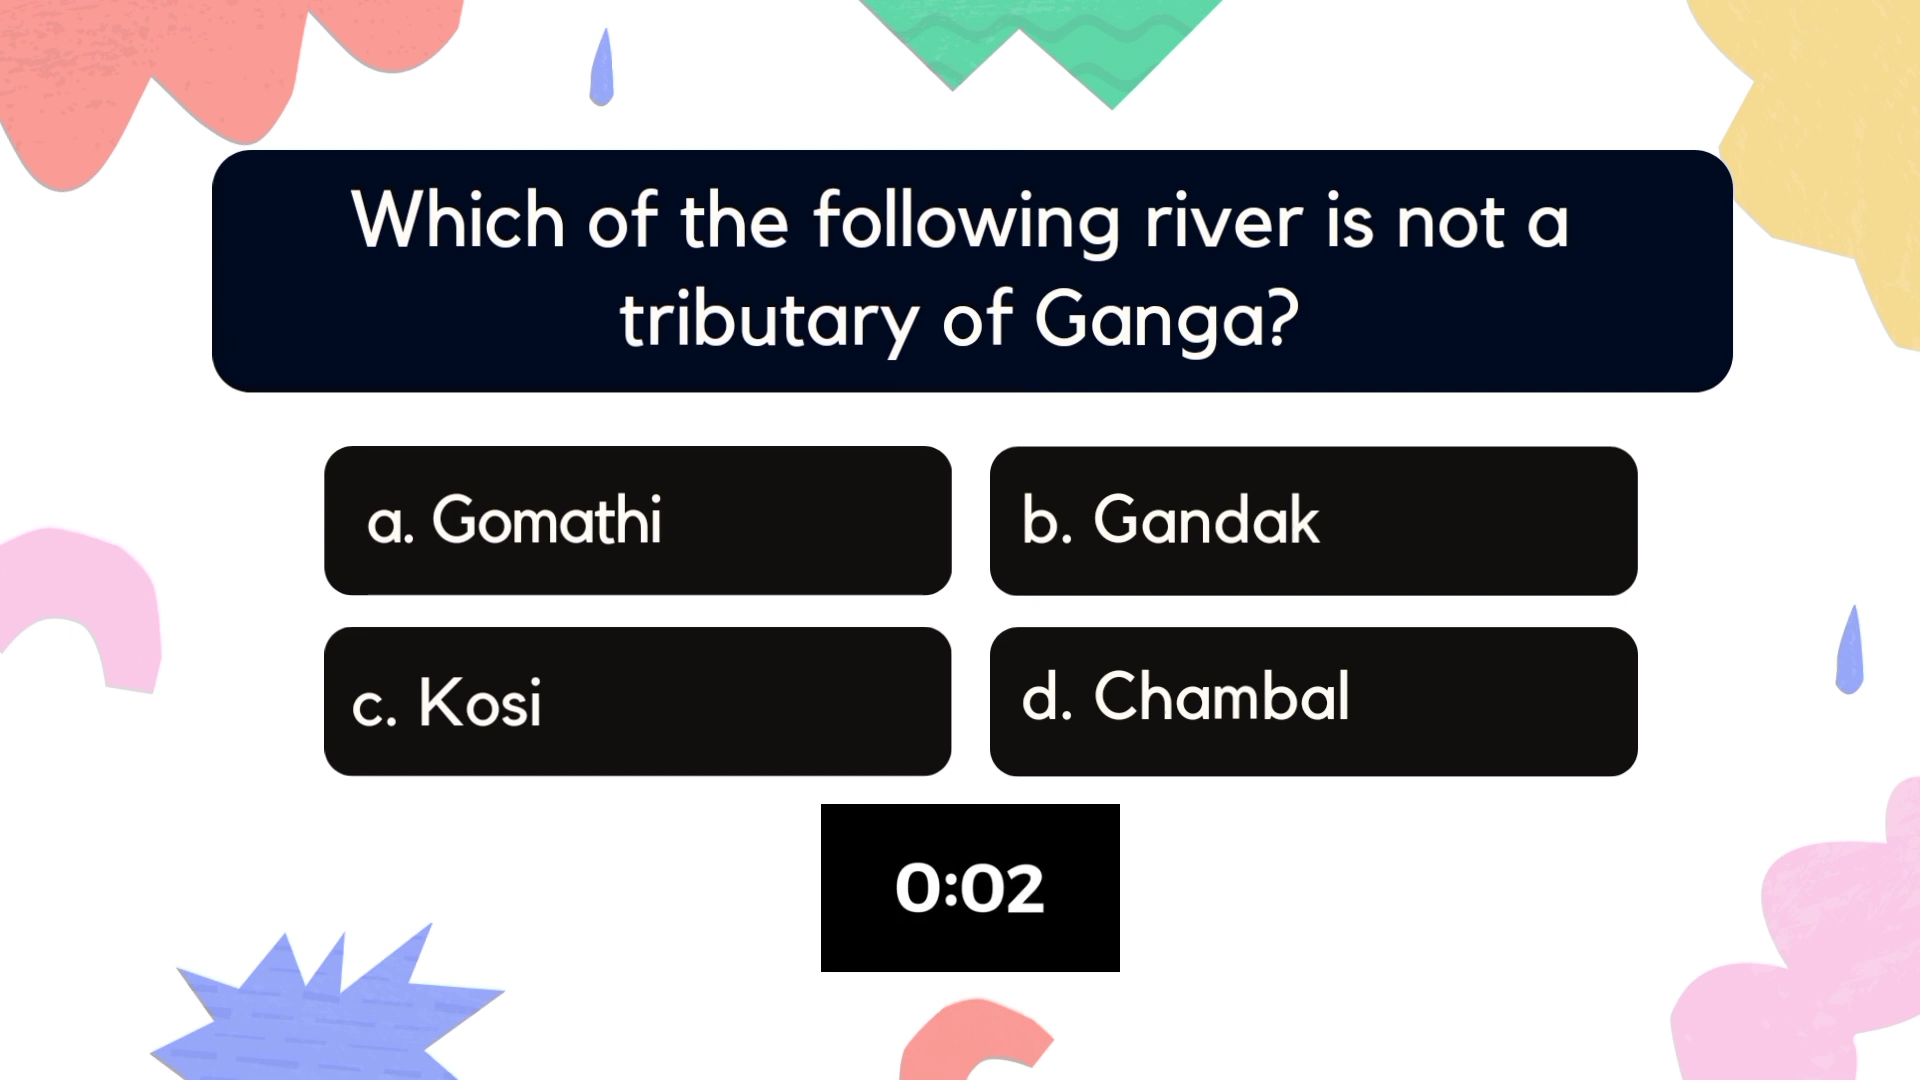 Which of the following river is not a
tributary of Ganga?
a. Gomathi
b. Gandak
c. Kosi
d. Chambal
0:02